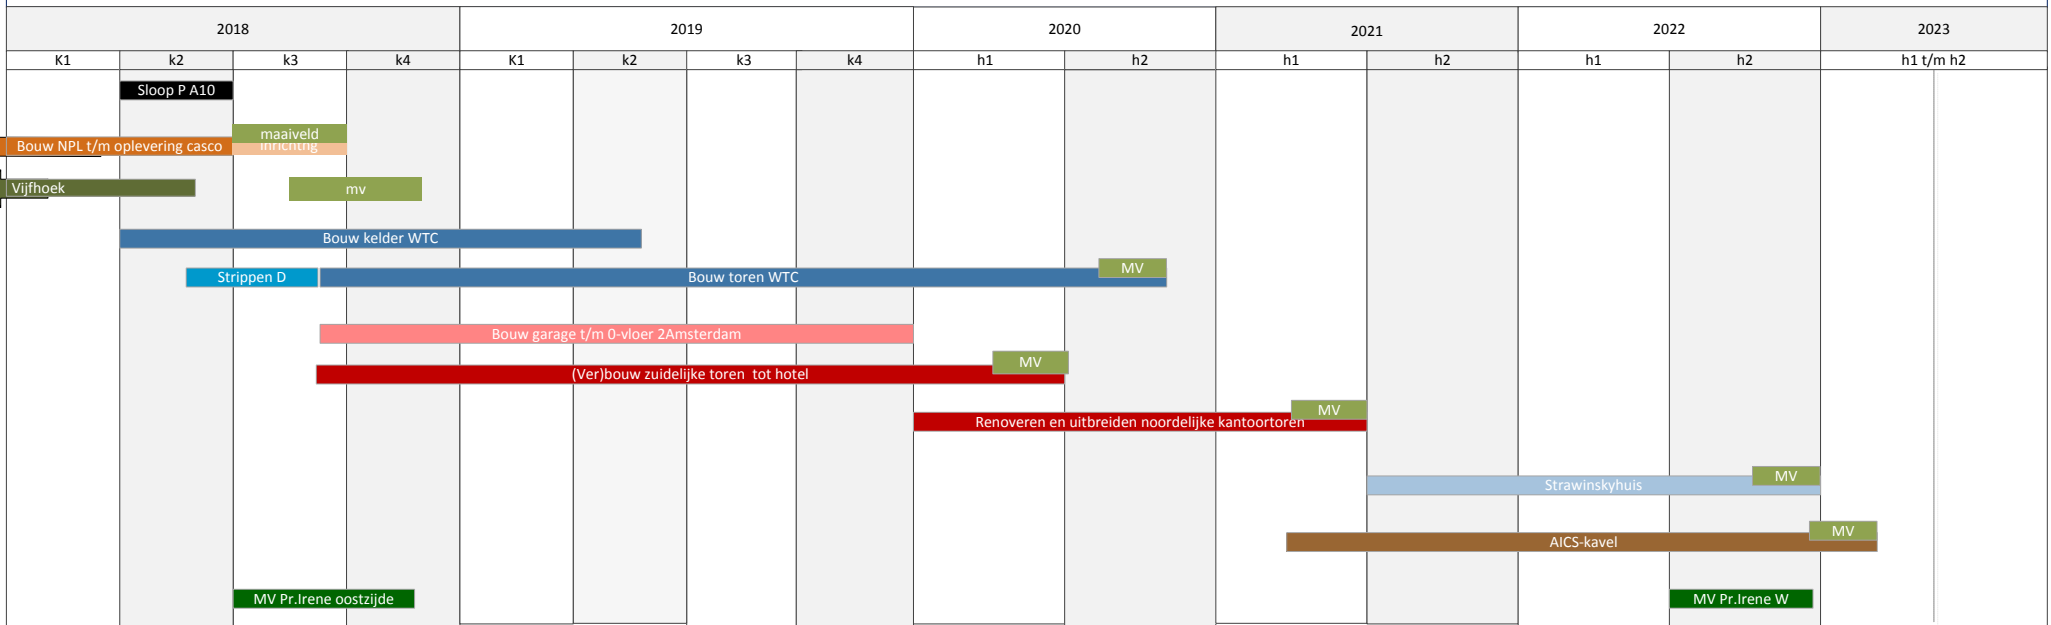 2018 2019 2020 2021 2022 2023
K1 k2 k3 k4 K1 k2 k3 k4 h1 h2 h1 h2 h1 h2 h1 t/m h2
Sloop P A10
maaiveld
Bouw NPL t/m oplevering casco inrichtng
Vijfhoek mv
Bouw kelder WTC
MV
Strippen D Bouw toren WTC
Bouw garage t/m 0-vloer 2Amsterdam
MV
(Ver)bouw zuidelijke toren tot hotel
MV
Renoveren en uitbreiden noordelijke kantoortoren
MV
Strawinskyhuis
MV
AICS-kavel
MV Pr.Irene oostzijde MV Pr.Irene W